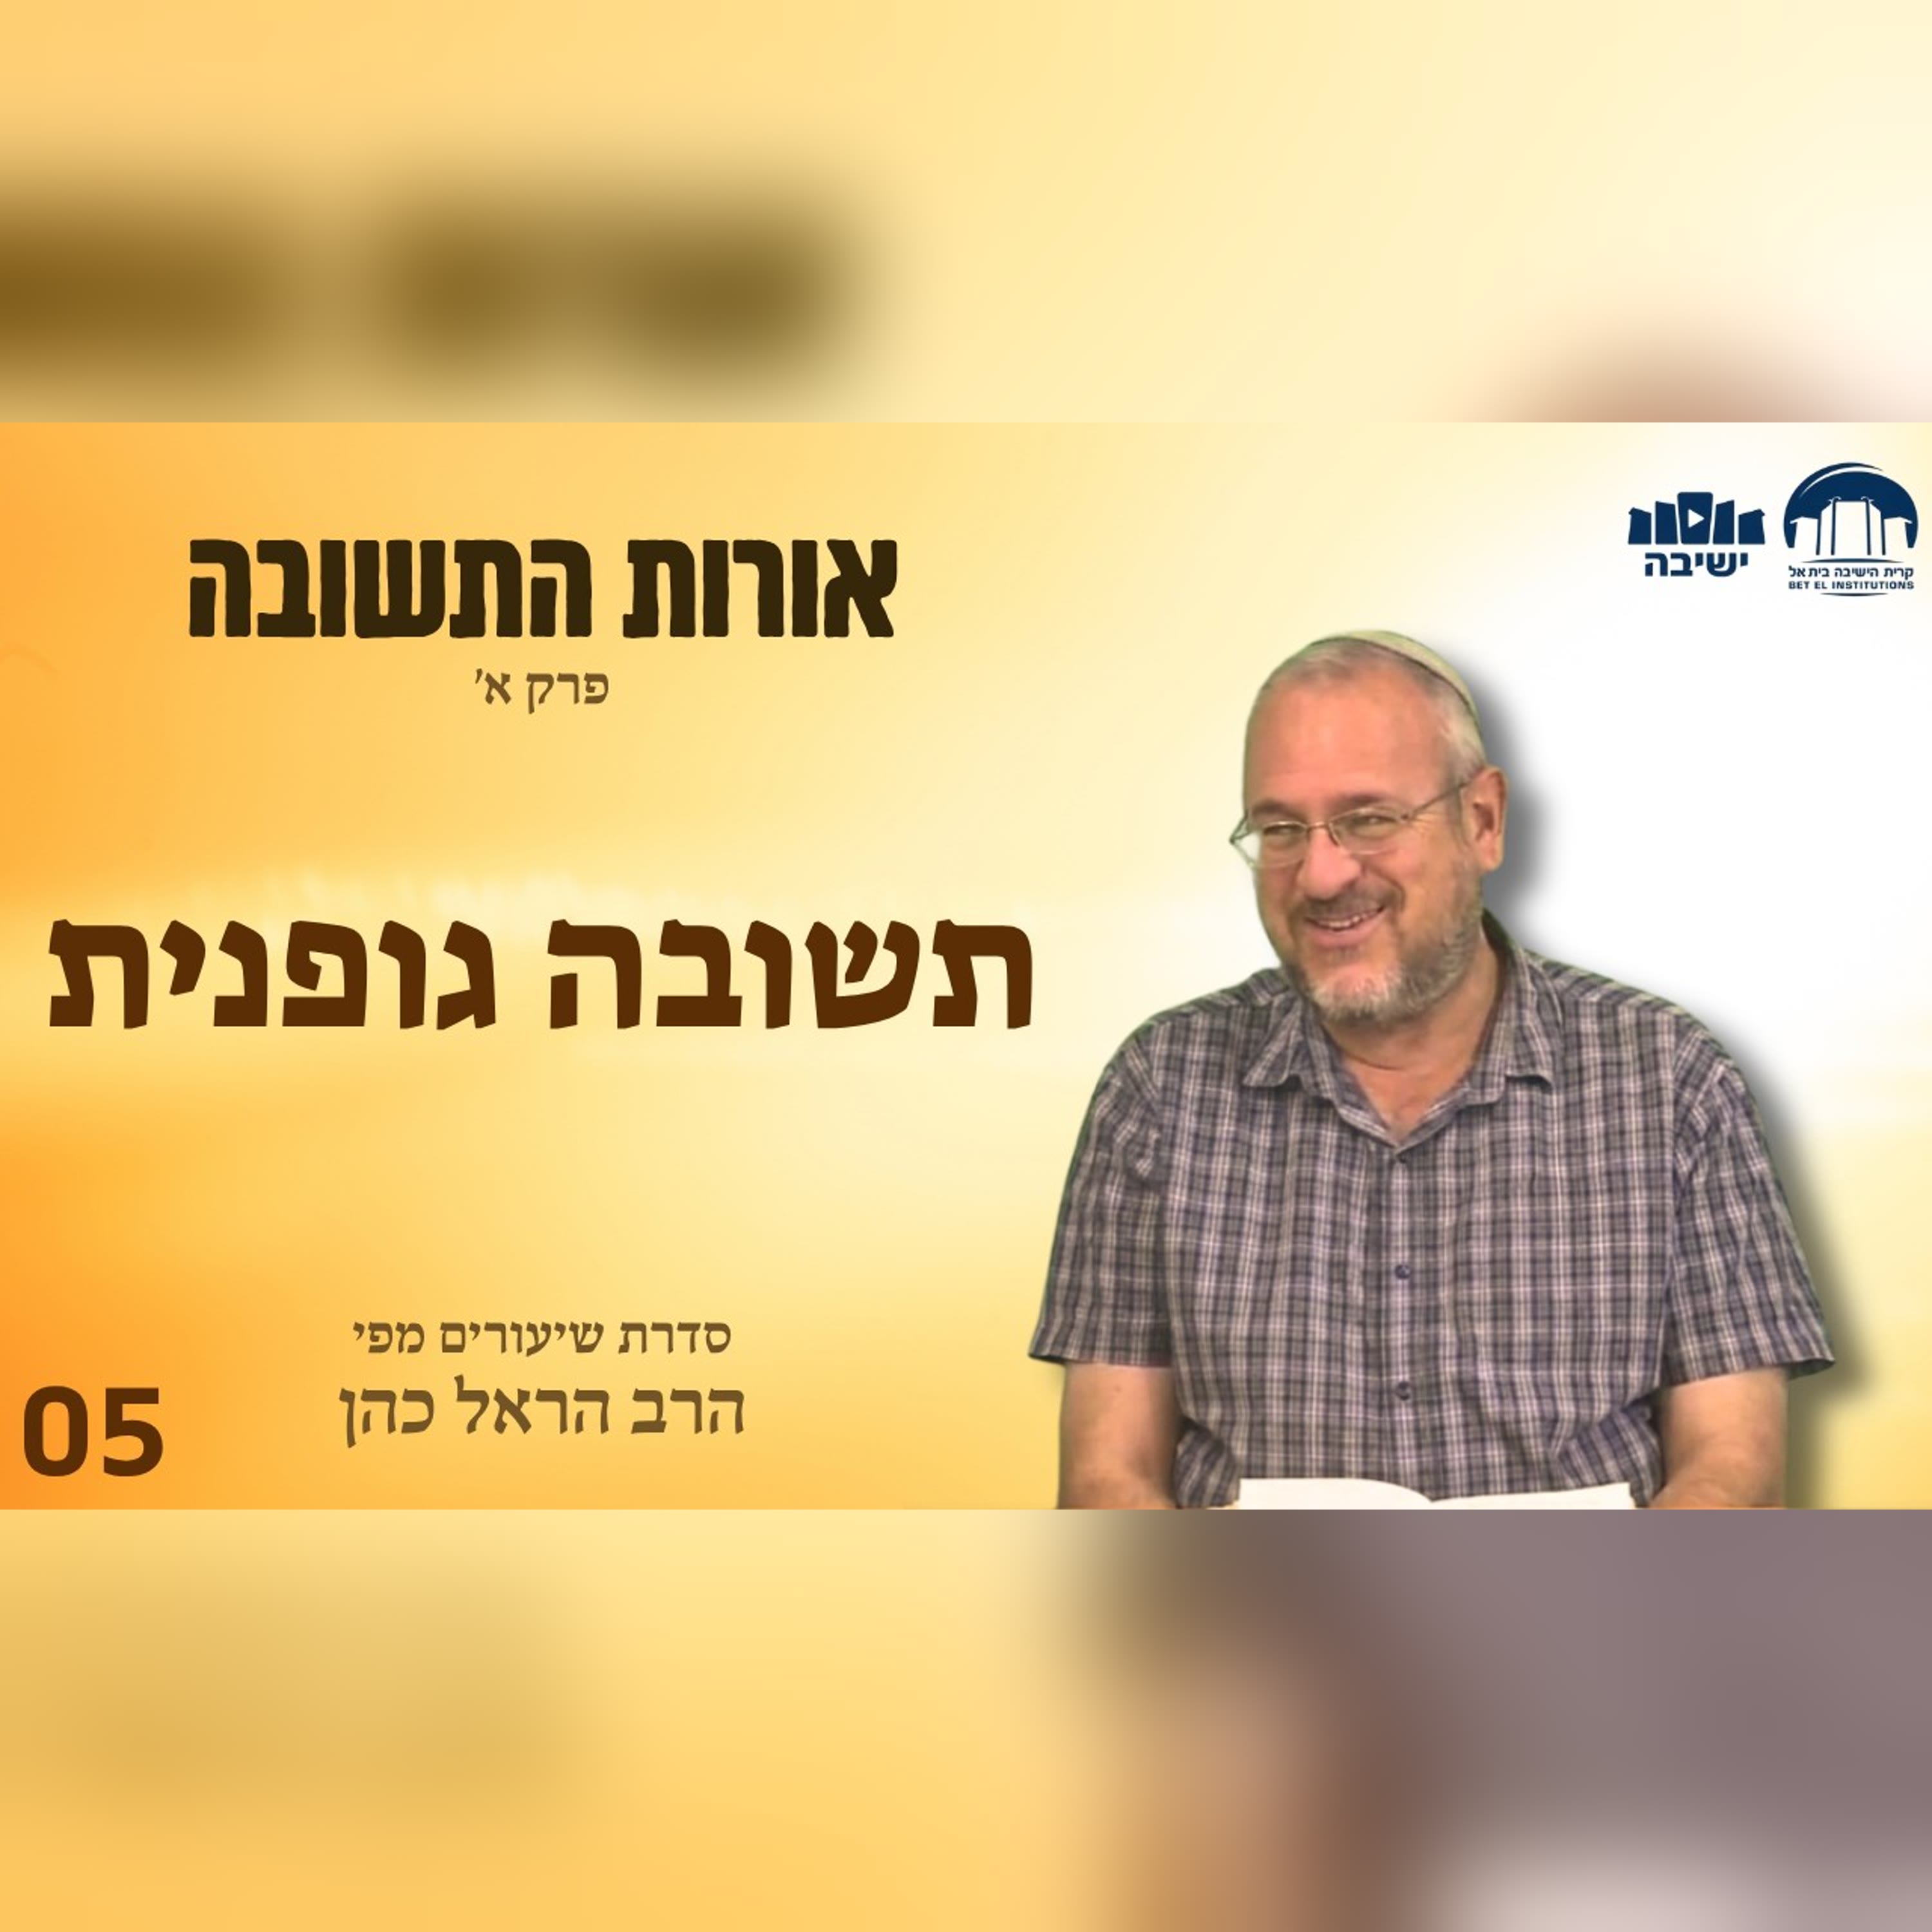 אורות התשובה
פרק א'
ישיבה
קרית הישיבה בית אל
BET EL INSTITUTIONS
תשובה גופנית
סדרת שיעורים מפי
הרב הראל כהן
05